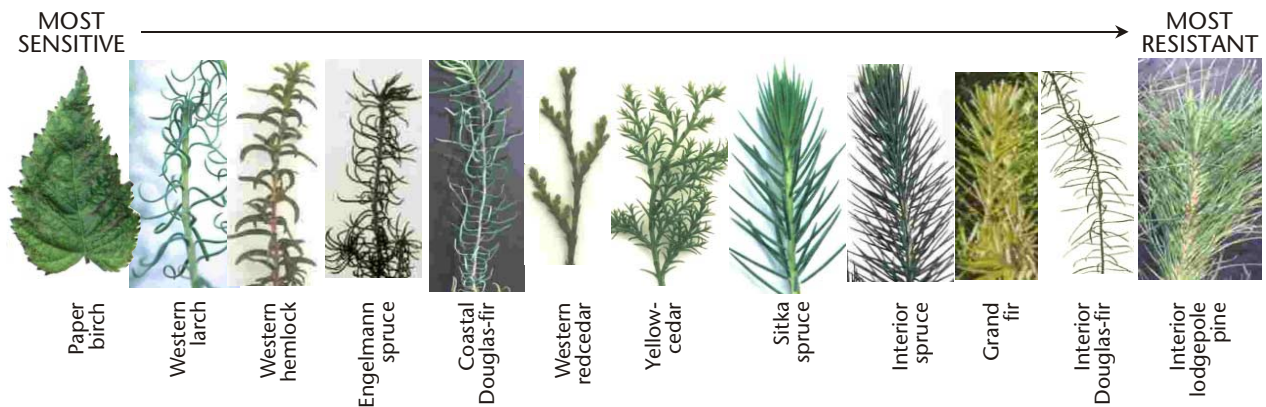 MOST
SENSITIVE
MOST
RESISTANT
Paper
birch
Western
larch
Western
hemlock
Engelmann
spruce
Coastal
Douglas-fir
Western
redcedar
Yellow-
cedar
Sitka
spruce
Interior
spruce
Grand
fir
Interior
Douglas-fir
Interior
lodgepole
pine